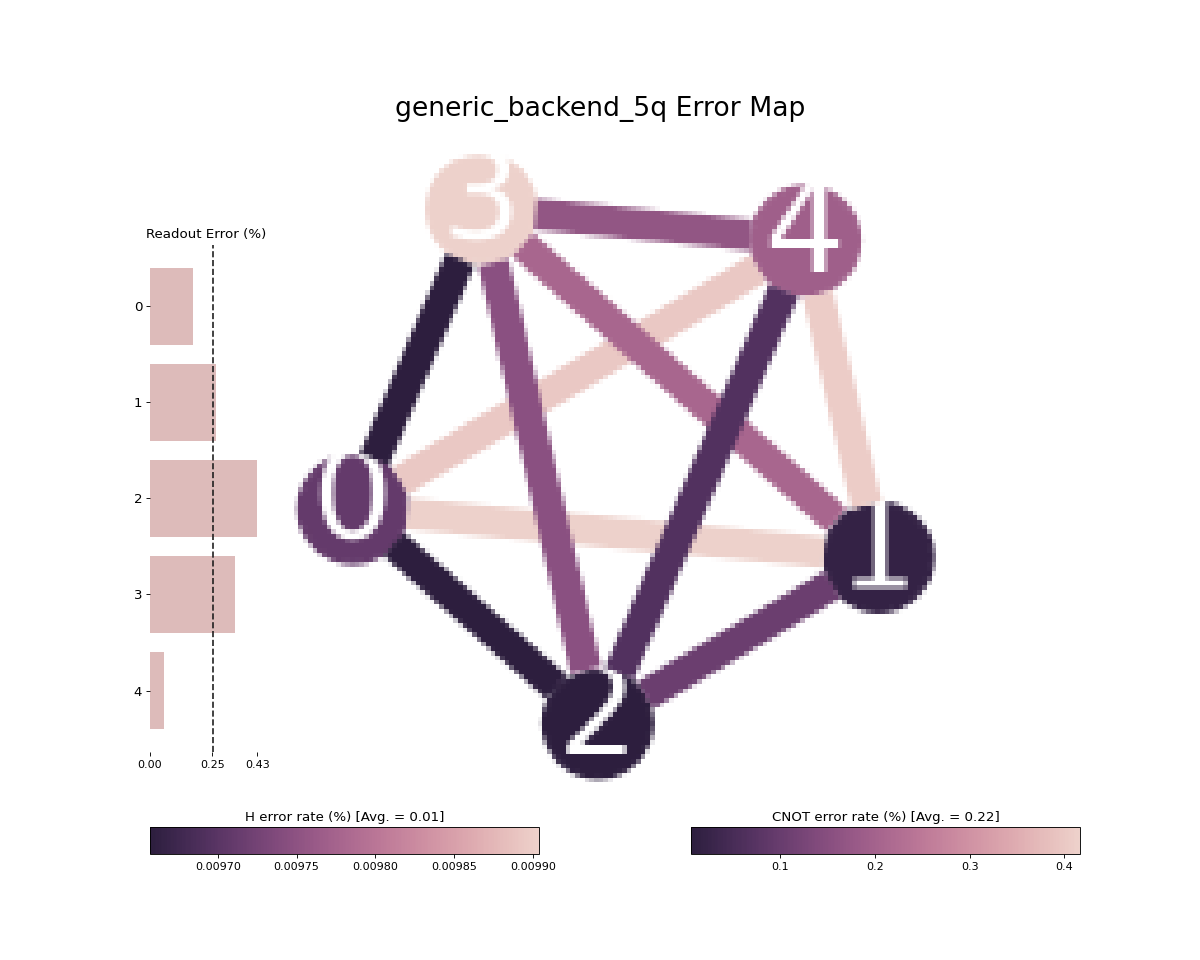 generic_backend_5q Error Map
3
4
Readout Error (%)
0
1
2
3
4
0
1
2
0.00 0.25 0.43
H error rate (%) [Avg. = 0.01]
0.00970 0.00975 0.00980 0.00985 0.00990
CNOT error rate (%) [Avg. = 0.22]
0.1 0.2 0.3 0.4